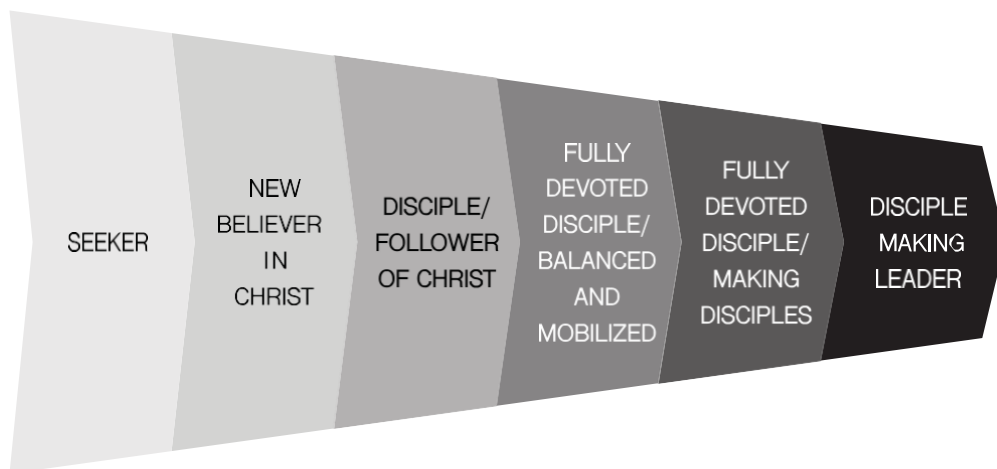 SEEKER
NEW
BELIEVER
IN
CHRIST
DISCIPLE/
FOLLOWER
OF CHRIST
FULLY
DEVOTED
DISCIPLE/
BALANCED
AND
MOBILIZED
FULLY
DEVOTED
DISCIPLE/
MAKING
DISCIPLES
DISCIPLE
MAKING
LEADER